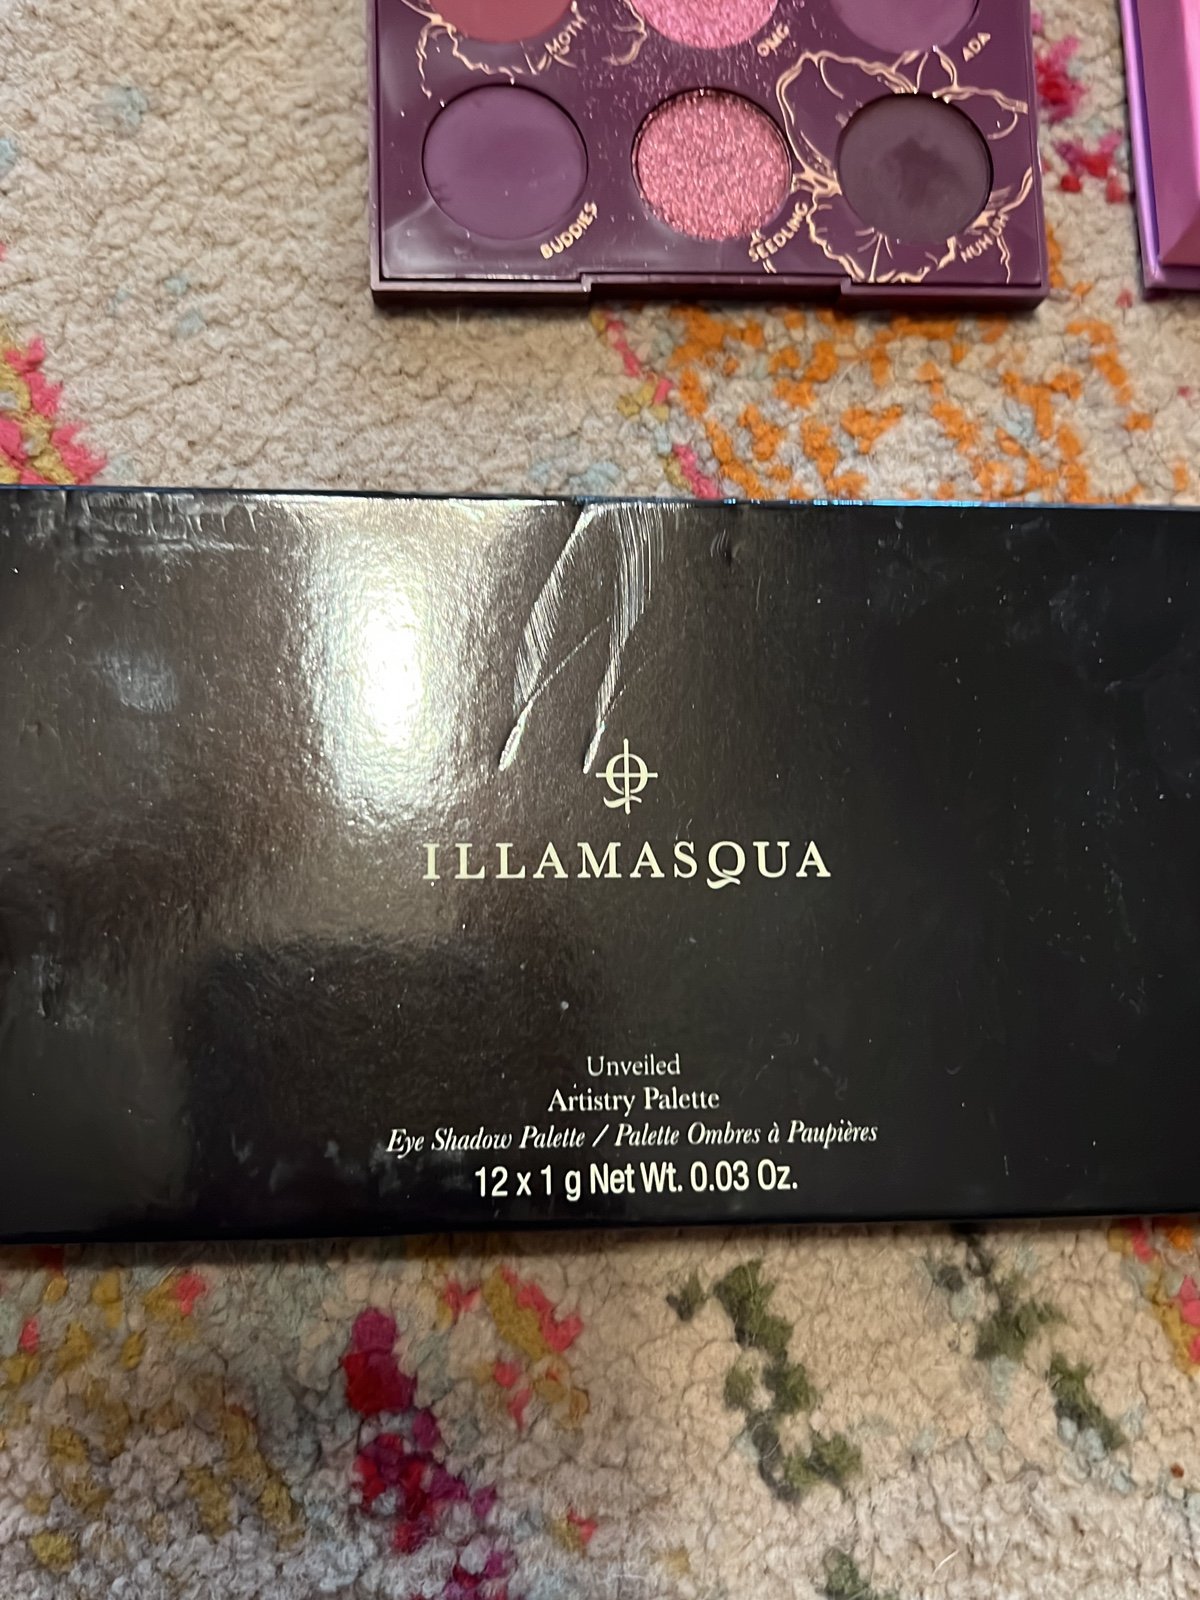 MOTH
OMG
ADA
BUDDIES
SEEDLING
NUH UH
ILLAMASQUA
Unveiled
Artistry Palette
Eye Shadow Palette / Palette Ombres à Paupières
12 x 1 g Net Wt. 0.03 Oz.